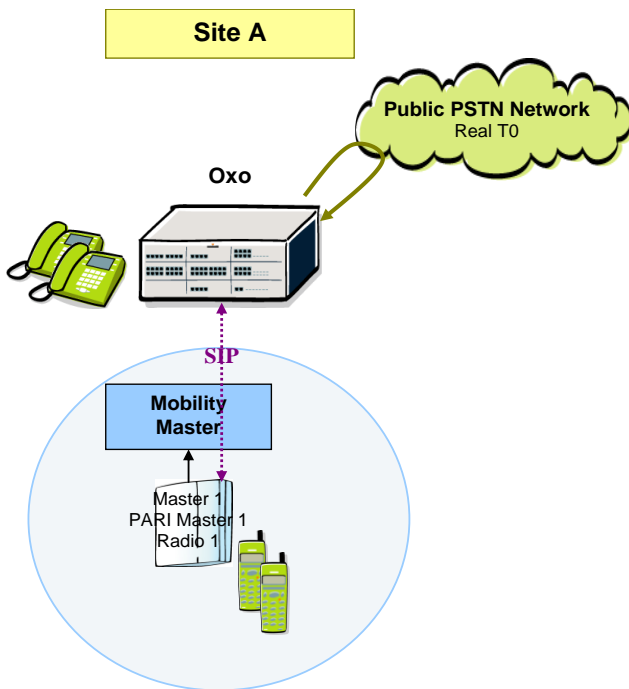 Site A
Public PSTN Network
Real T0
Oxo
SIP
Mobility
Master
Master 1
PARI Master 1
Radio 1